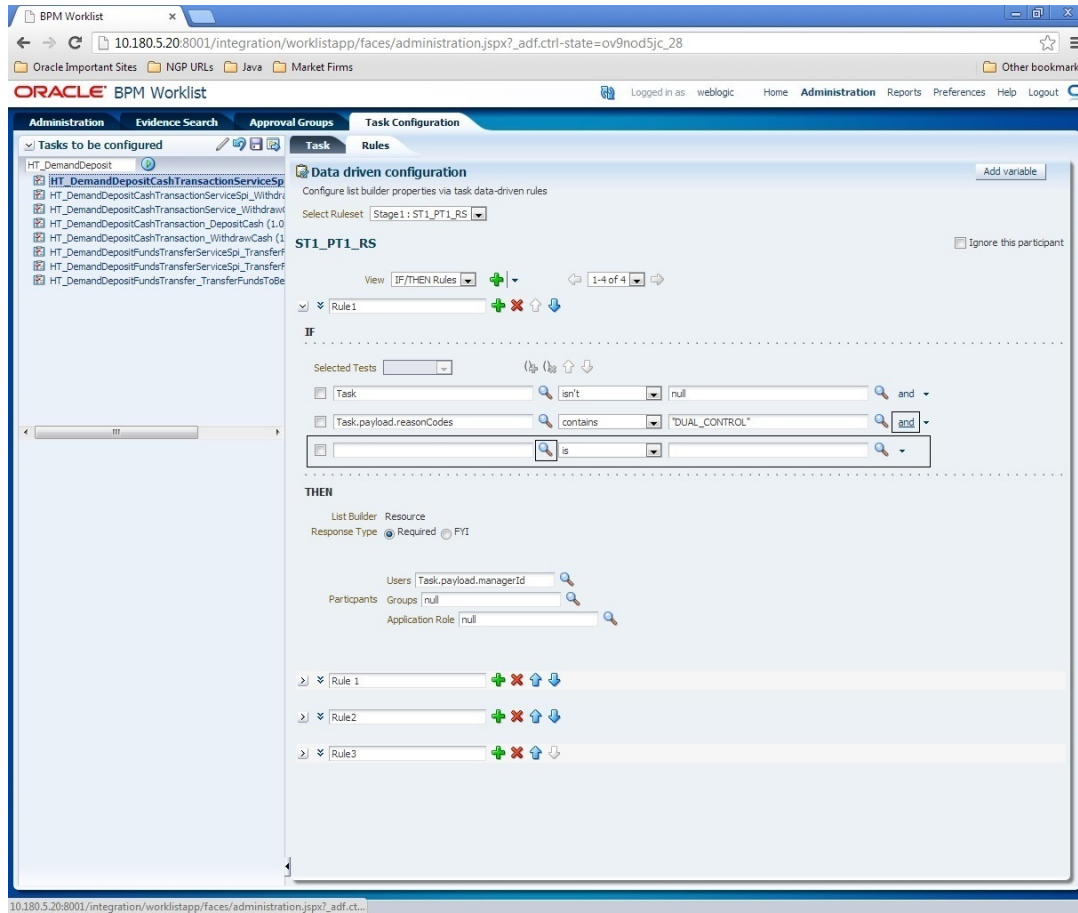 BPM Worklist
10.180.5.20:8001/integration/worklistapp/faces/administration.jspx?_adf.ctrl-state=ov9nod5jc_28
Oracle Important Sites NGP URLs Java Market Firms Other bookmark
ORACLE BPM Worklist Logged in as weblogic Home Administration Reports Preferences Help Logout
Administration Evidence Search Approval Groups Task Configuration
Tasks to be configured
HT_DemandDeposit
HT_DemandDepositCashTransactionServiceSp
HT_DemandDepositCashTransactionServiceSpi_Withdra
HT_DemandDepositCashTransactionService_Withdraw
HT_DemandDepositCashTransaction_DepositCash (1.0
HT_DemandDepositCashTransaction_WithdrawCash (1
HT_DemandDepositFundsTransferServiceSpi_TransferF
HT_DemandDepositFundsTransferServiceSpi_TransferF
HT_DemandDepositFundsTransfer_TransferFundsToBe
Task Rules
Data driven configuration Add variable
Configure list builder properties via task data-driven rules
Select Ruleset Stage1 : ST1_PT1_RS
ST1_PT1_RS Ignore this participant
View IF/THEN Rules 1-4 of 4
Rule1
IF
Selected Tests
Task isn't null and
Task.payload.reasonCodes contains "DUAL_CONTROL" and
is
THEN
List Builder Resource
Response Type Required FYI
Users Task.payload.managerId
Particpants Groups null
Application Role null
Rule 1
Rule2
Rule3
10.180.5.20:8001/integration/worklistapp/faces/administration.jspx?_adf.ct...